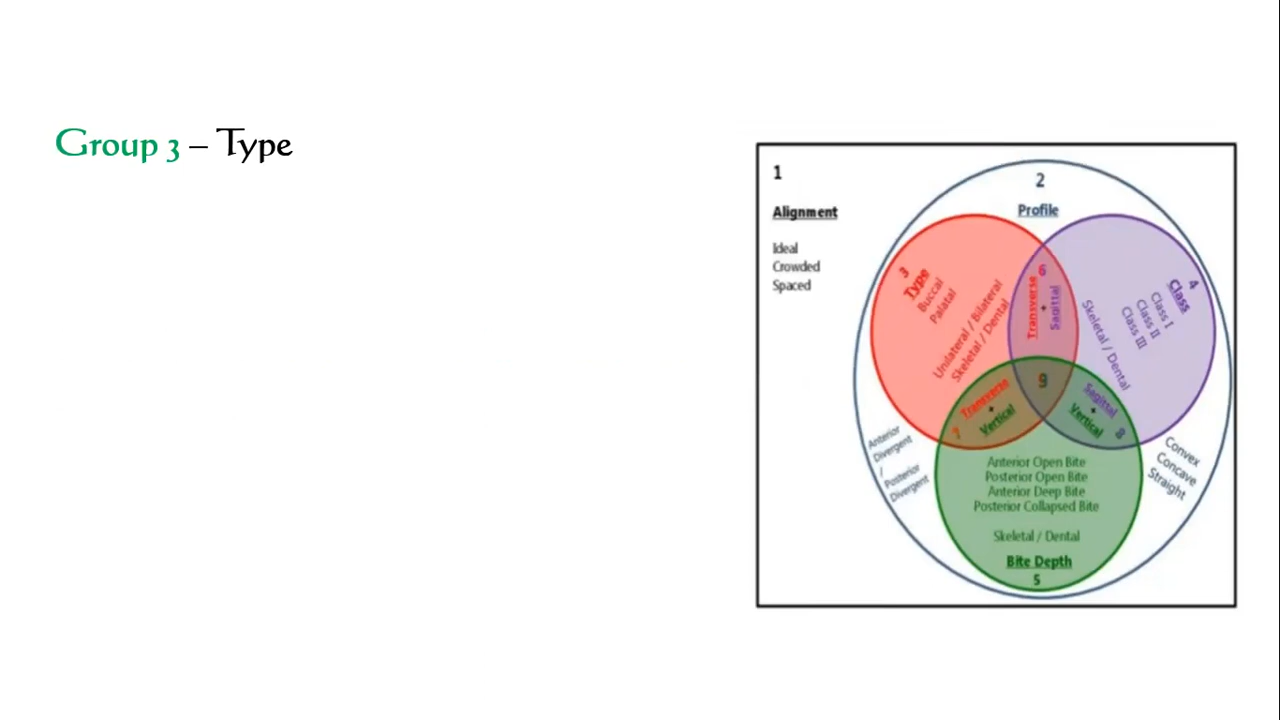 Group 3 – Type
1
Alignment
Ideal
Crowded
Spaced
2
Profile
3
Type
Buccal
Palatal
Unilateral / Bilateral
Skeletal / Dental
6
Transverse
+
Sagittal
4
Class
Class I
Class II
Class III
Skeletal / Dental
9
Transverse
+
Vertical
7
Sagittal
+
Vertical
8
Anterior
Divergent
/
Posterior
Divergent
Convex
Concave
Straight
Anterior Open Bite
Posterior Open Bite
Anterior Deep Bite
Posterior Collapsed Bite
Skeletal / Dental
Bite Depth
5